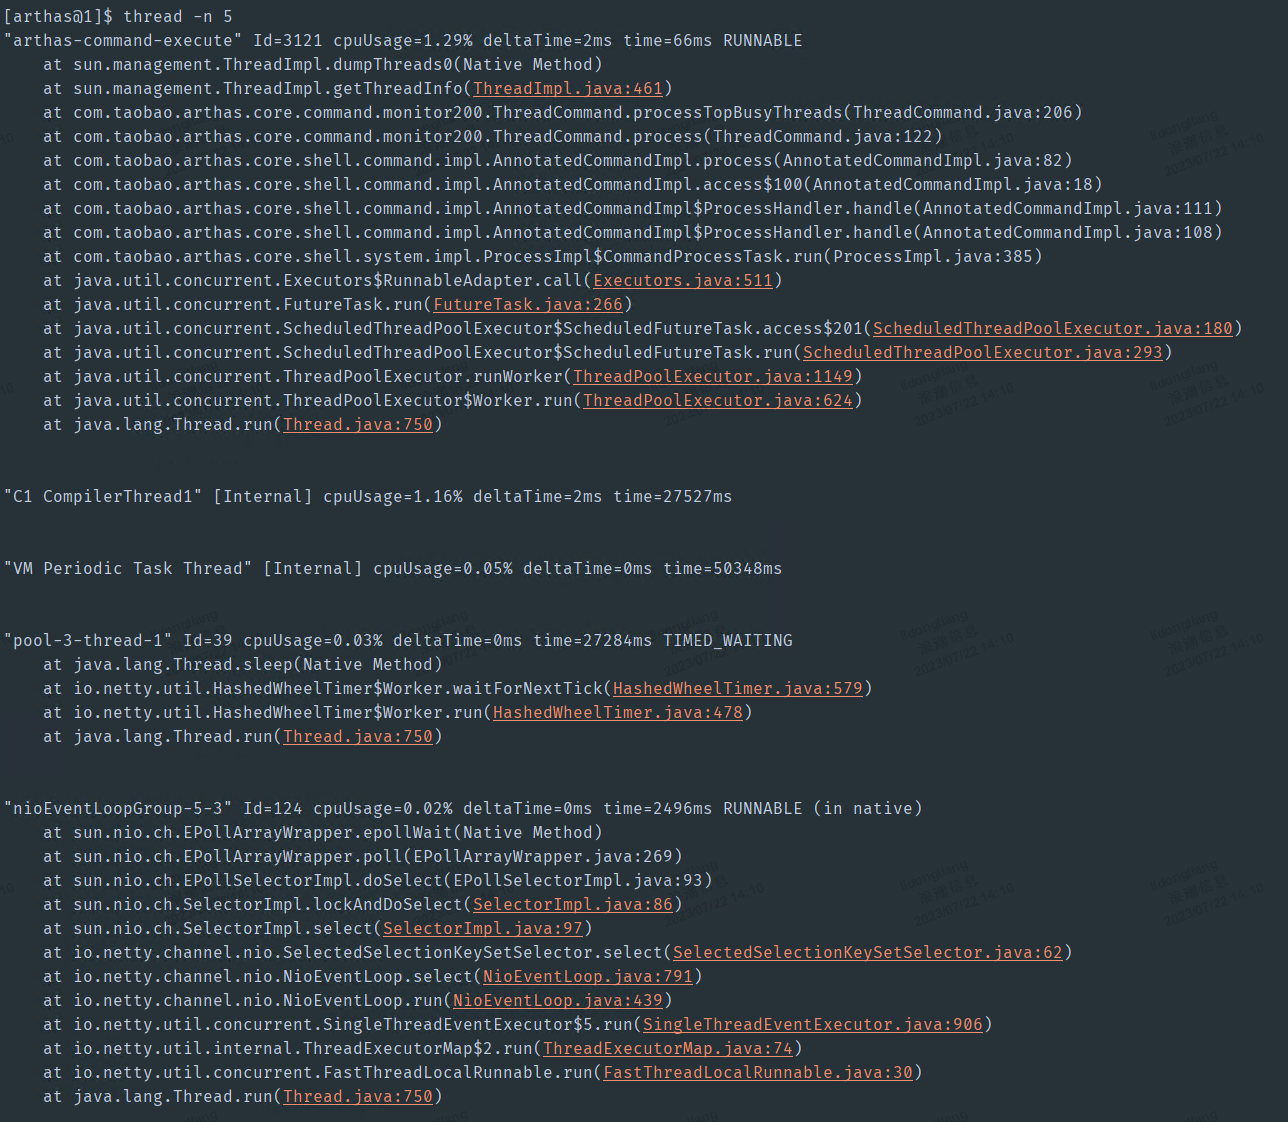 [arthas@1]$ thread -n 5
"arthas-command-execute" Id=3121 cpuUsage=1.29% deltaTime=2ms time=66ms RUNNABLE
    at sun.management.ThreadImpl.dumpThreads0(Native Method)
    at sun.management.ThreadImpl.getThreadInfo(ThreadImpl.java:461)
    at com.taobao.arthas.core.command.monitor200.ThreadCommand.processTopBusyThreads(ThreadCommand.java:206)
    at com.taobao.arthas.core.command.monitor200.ThreadCommand.process(ThreadCommand.java:122)
    at com.taobao.arthas.core.shell.command.impl.AnnotatedCommandImpl.process(AnnotatedCommandImpl.java:82)
    at com.taobao.arthas.core.shell.command.impl.AnnotatedCommandImpl.access$100(AnnotatedCommandImpl.java:18)
    at com.taobao.arthas.core.shell.command.impl.AnnotatedCommandImpl$ProcessHandler.handle(AnnotatedCommandImpl.java:111)
    at com.taobao.arthas.core.shell.command.impl.AnnotatedCommandImpl$ProcessHandler.handle(AnnotatedCommandImpl.java:108)
    at com.taobao.arthas.core.shell.system.impl.ProcessImpl$CommandProcessTask.run(ProcessImpl.java:385)
    at java.util.concurrent.Executors$RunnableAdapter.call(Executors.java:511)
    at java.util.concurrent.FutureTask.run(FutureTask.java:266)
    at java.util.concurrent.ScheduledThreadPoolExecutor$ScheduledFutureTask.access$201(ScheduledThreadPoolExecutor.java:180)
    at java.util.concurrent.ScheduledThreadPoolExecutor$ScheduledFutureTask.run(ScheduledThreadPoolExecutor.java:293)
    at java.util.concurrent.ThreadPoolExecutor.runWorker(ThreadPoolExecutor.java:1149)
    at java.util.concurrent.ThreadPoolExecutor$Worker.run(ThreadPoolExecutor.java:624)
    at java.lang.Thread.run(Thread.java:750)
"C1 CompilerThread1" [Internal] cpuUsage=1.16% deltaTime=2ms time=27527ms
"VM Periodic Task Thread" [Internal] cpuUsage=0.05% deltaTime=0ms time=50348ms
"pool-3-thread-1" Id=39 cpuUsage=0.03% deltaTime=0ms time=27284ms TIMED_WAITING
    at java.lang.Thread.sleep(Native Method)
    at io.netty.util.HashedWheelTimer$Worker.waitForNextTick(HashedWheelTimer.java:579)
    at io.netty.util.HashedWheelTimer$Worker.run(HashedWheelTimer.java:478)
    at java.lang.Thread.run(Thread.java:750)
"nioEventLoopGroup-5-3" Id=124 cpuUsage=0.02% deltaTime=0ms time=2496ms RUNNABLE (in native)
    at sun.nio.ch.EPollArrayWrapper.epollWait(Native Method)
    at sun.nio.ch.EPollArrayWrapper.poll(EPollArrayWrapper.java:269)
    at sun.nio.ch.EPollSelectorImpl.doSelect(EPollSelectorImpl.java:93)
    at sun.nio.ch.SelectorImpl.lockAndDoSelect(SelectorImpl.java:86)
    at sun.nio.ch.SelectorImpl.select(SelectorImpl.java:97)
    at io.netty.channel.nio.SelectedSelectionKeySetSelector.select(SelectedSelectionKeySetSelector.java:62)
    at io.netty.channel.nio.NioEventLoop.select(NioEventLoop.java:791)
    at io.netty.channel.nio.NioEventLoop.run(NioEventLoop.java:439)
    at io.netty.util.concurrent.SingleThreadEventExecutor$5.run(SingleThreadEventExecutor.java:906)
    at io.netty.util.internal.ThreadExecutorMap$2.run(ThreadExecutorMap.java:74)
    at io.netty.util.concurrent.FastThreadLocalRunnable.run(FastThreadLocalRunnable.java:30)
    at java.lang.Thread.run(Thread.java:750)